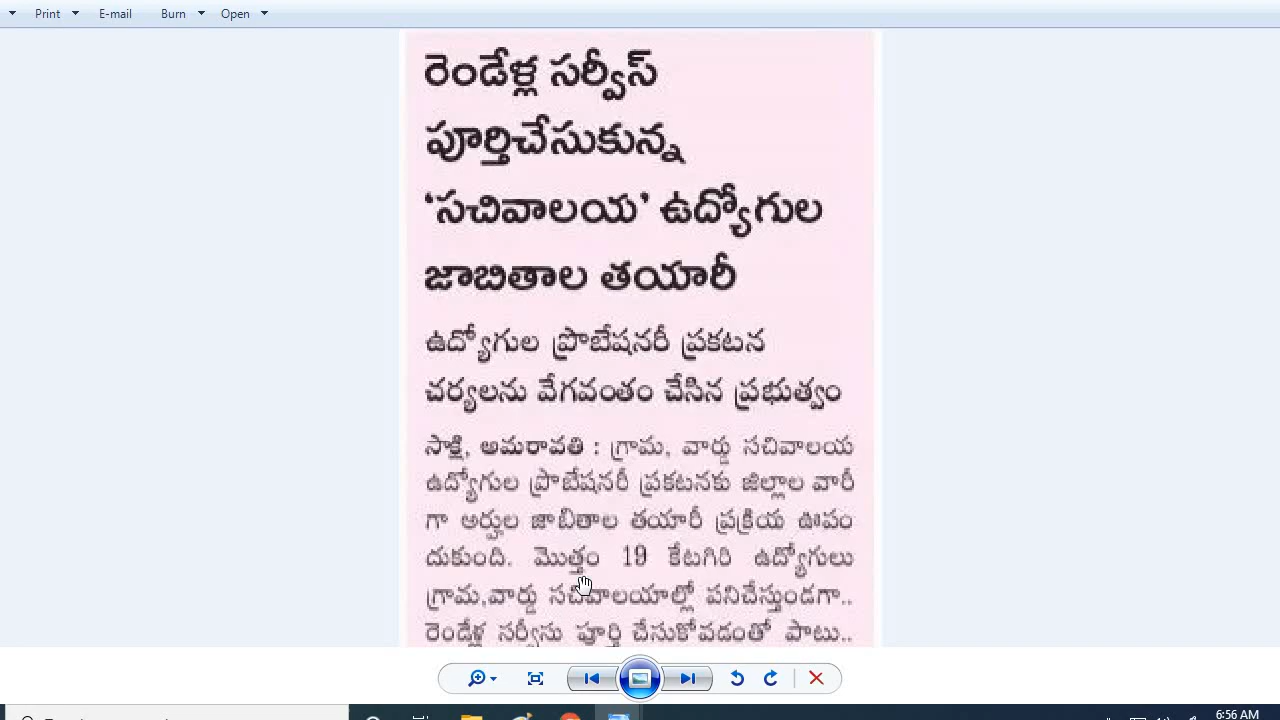 Print E-mail Burn Open
రెండేళ్ల సర్వీస్
పూర్తిచేసుకున్న
‘సచివాలయ’ ఉద్యోగుల
జాబితాల తయారీ
ఉద్యోగుల ప్రొబేషనరీ ప్రకటన
చర్యలను వేగవంతం చేసిన ప్రభుత్వం
సాక్షి, అమరావతి : గ్రామ, వార్డు సచివాలయ
ఉద్యోగుల ప్రొబేషనరీ ప్రకటనకు జిల్లాల వారీ
గా అర్హుల జాబితాల తయారీ ప్రక్రియ ఊపం
దుకుంది. మొత్తం 19 కేటగిరి ఉద్యోగులు
గ్రామ,వార్డు సచివాలయాల్లో పనిచేస్తుండగా..
రెండేళ్ల సర్వీసు పూర్తి చేసుకోవడంతో పాటు..
6:56 AM